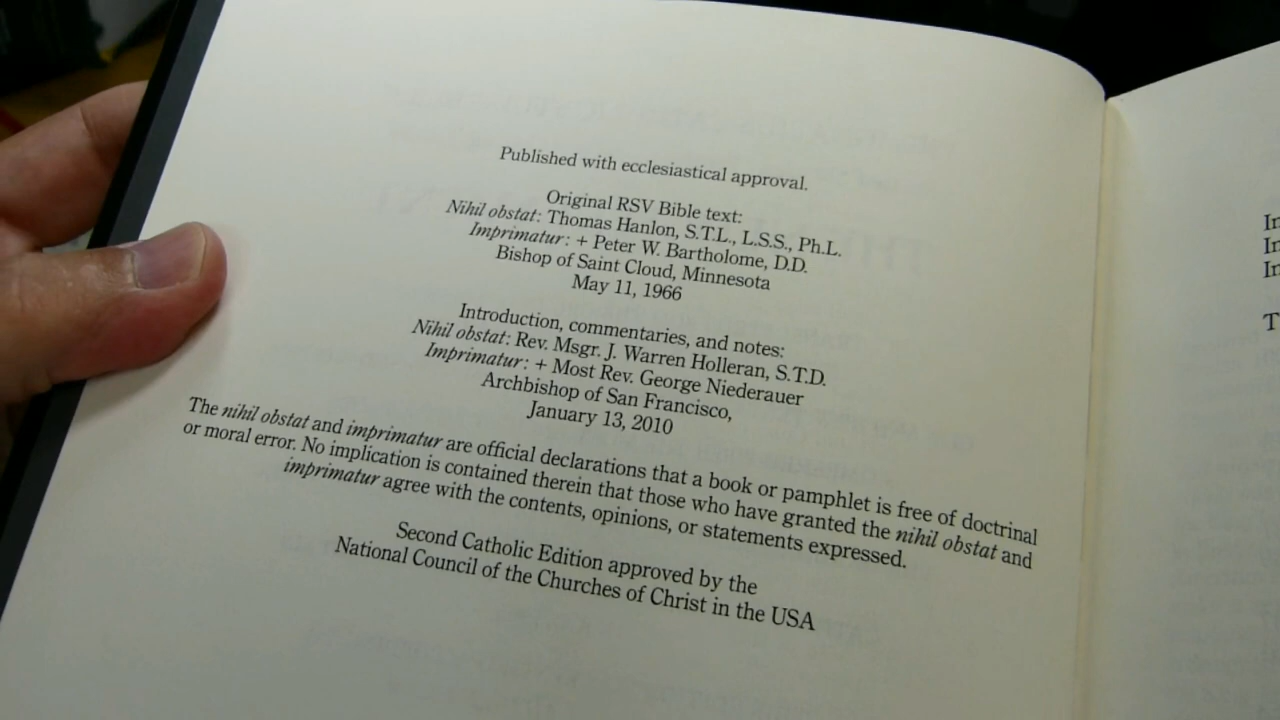 Published with ecclesiastical approval.
Original RSV Bible text:
Nihil obstat: Thomas Hanlon, S.T.L., L.S.S., Ph.L.
Imprimatur: + Peter W. Bartholome, D.D.
Bishop of Saint Cloud, Minnesota
May 11, 1966
Introduction, commentaries, and notes:
Nihil obstat: Rev. Msgr. J. Warren Holleran, S.T.D.
Imprimatur: + Most Rev. George Niederauer
Archbishop of San Francisco,
January 13, 2010
The nihil obstat and imprimatur are official declarations that a book or pamphlet is free of doctrinal
or moral error. No implication is contained therein that those who have granted the nihil obstat and
imprimatur agree with the contents, opinions, or statements expressed.
Second Catholic Edition approved by the
National Council of the Churches of Christ in the USA